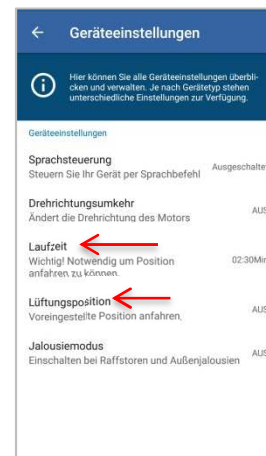 Geräteeinstellungen
Hier können Sie alle Geräteeinstellungen überbli-
cken und verwalten. Je nach Gerätetyp stehen
unterschiedliche Einstellungen zur Verfügung.
Geräteeinstellungen
Sprachsteuerung
Steuern Sie Ihr Gerät per Sprachbefehl Ausgeschaltet
Drehrichtungsumkehr
Ändert die Drehrichtung des Motors AUS
Laufzeit
Wichtig! Notwendig um Position 02:30Min
anfahren zu können.
Lüftungsposition
Voreingestellte Position anfahren. AUS
Jalousiemodus
Einschalten bei Raffstoren und Außenjalousien AUS